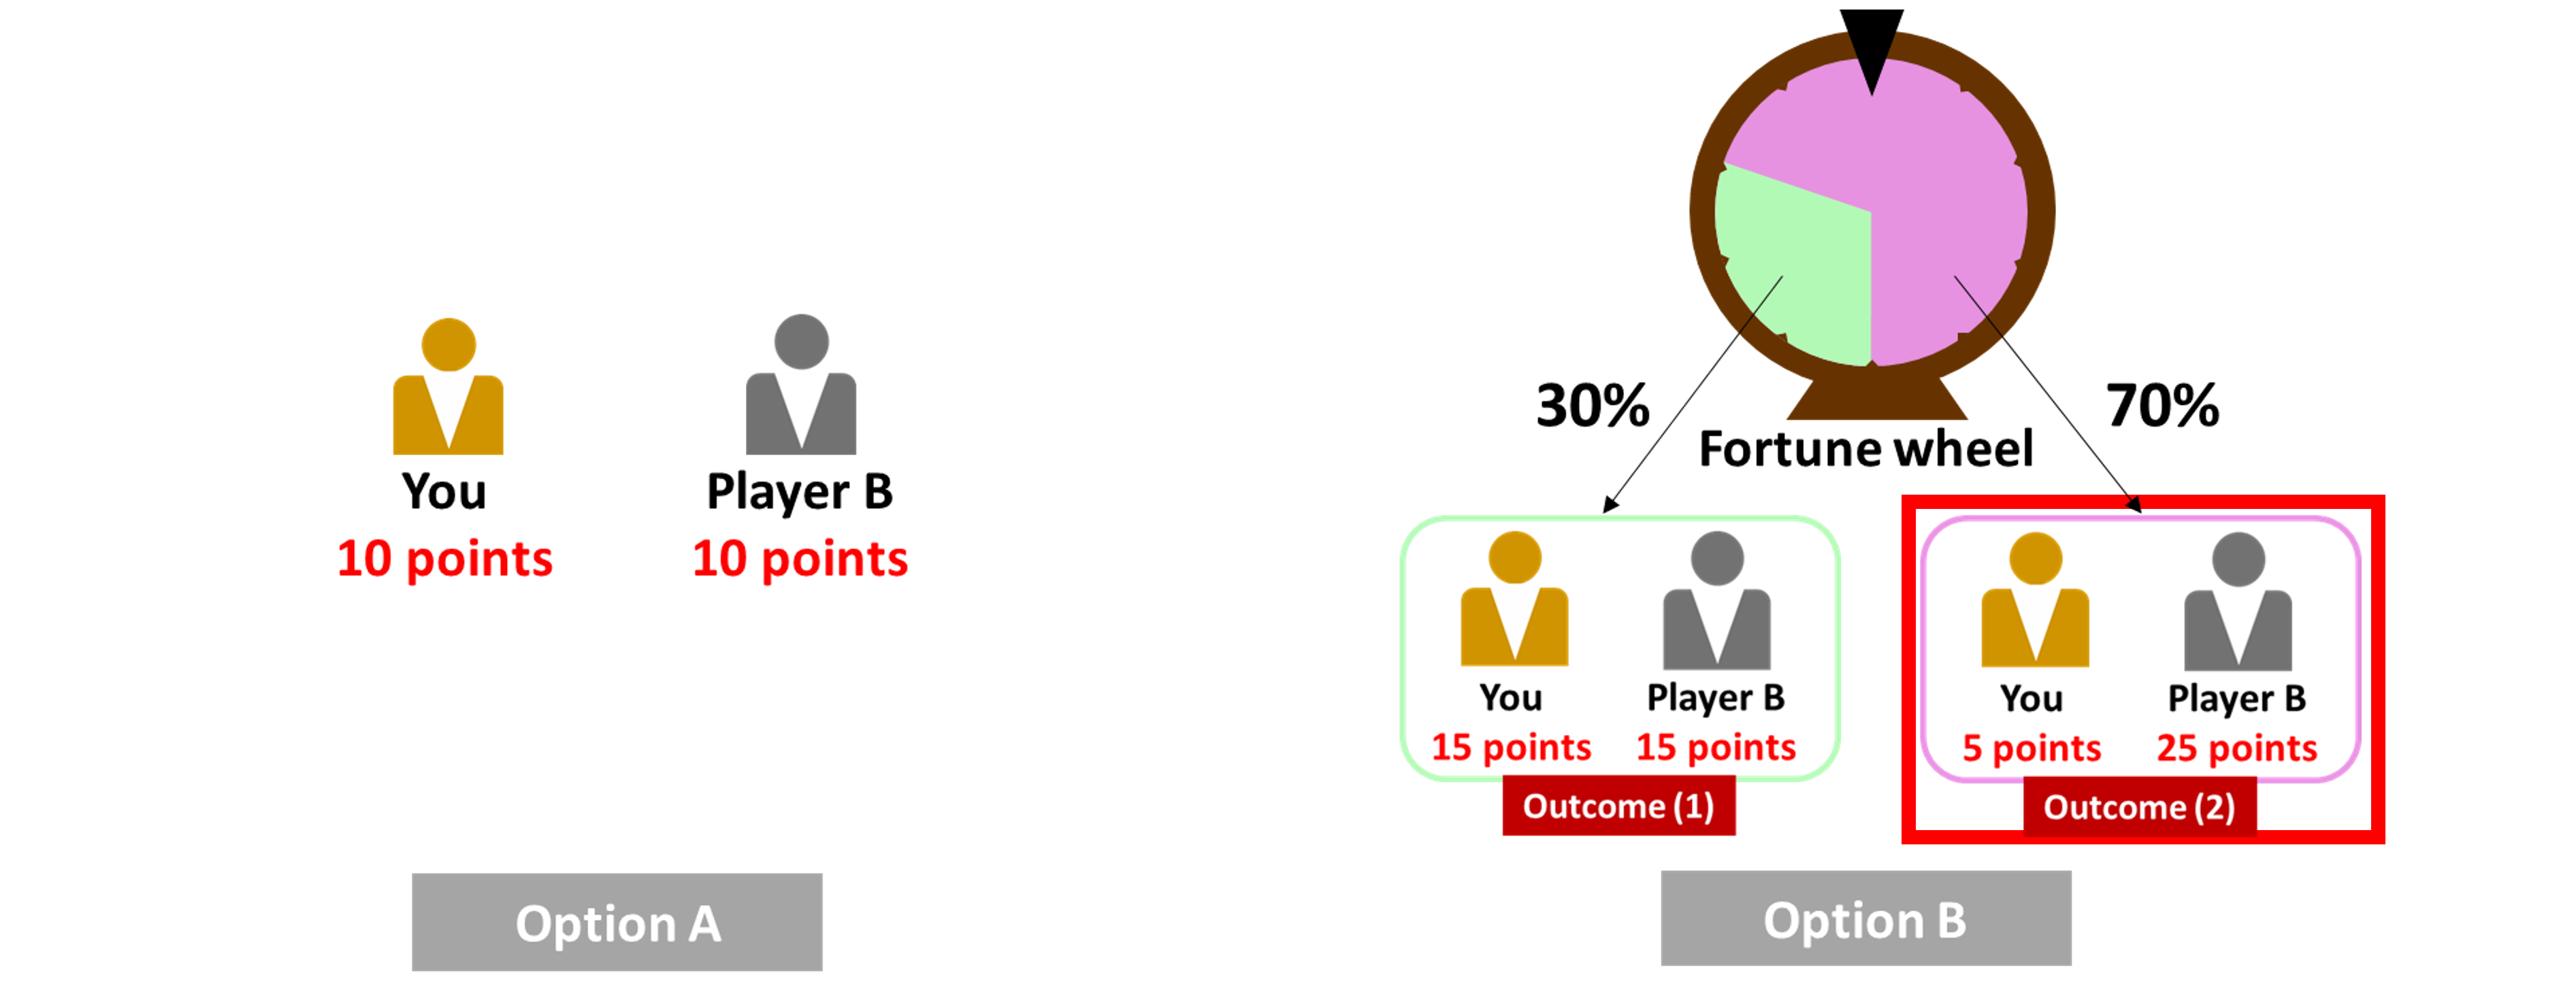 You
10 points
Player B
10 points
Option A
30%
70%
Fortune wheel
You
15 points
Player B
15 points
Outcome (1)
You
5 points
Player B
25 points
Outcome (2)
Option B